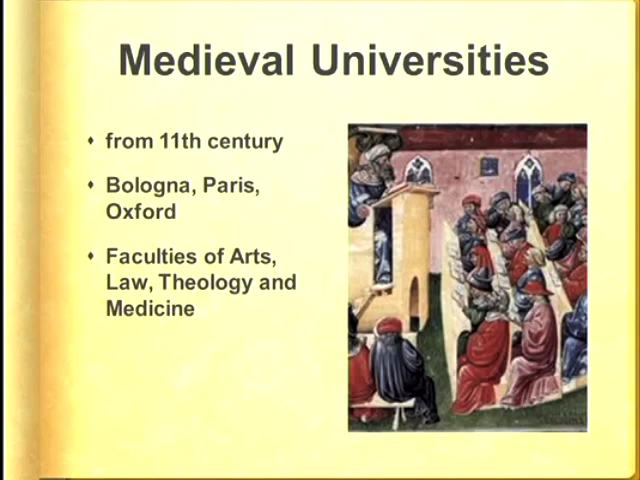 Medieval Universities
from 11th century
Bologna, Paris,
Oxford
Faculties of Arts,
Law, Theology and
Medicine